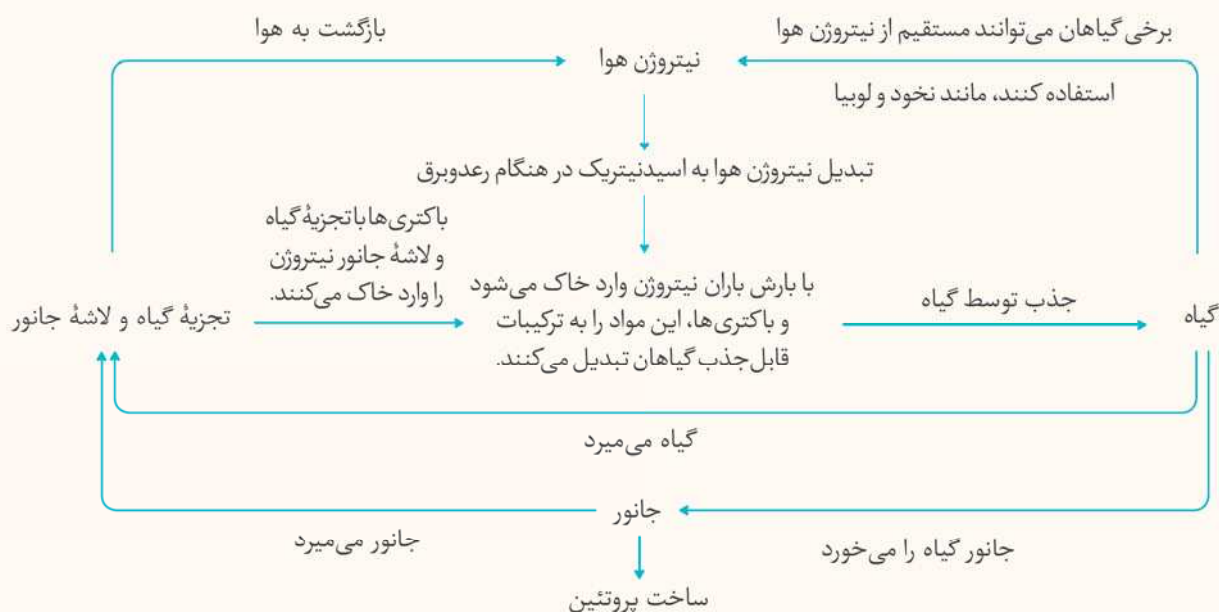 برخی گیاهان می‌توانند مستقیم از نیتروژن هوا
استفاده کنند، مانند نخود و لوبیا
بازگشت به هوا
نیتروژن هوا
تبدیل نیتروژن هوا به اسیدنیتریک در هنگام رعدوبرق
باکتری‌ها با تجزیهٔ گیاه
و لاشهٔ جانور نیتروژن
را وارد خاک می‌کنند.
با بارش باران نیتروژن وارد خاک می‌شود
و باکتری‌ها، این مواد را به ترکیبات
قابل‌جذب گیاهان تبدیل می‌کنند.
جذب توسط گیاه
گیاه
تجزیهٔ گیاه و لاشهٔ جانور
گیاه می‌میرد
جانور
جانور گیاه را می‌خورد
جانور می‌میرد
ساخت پروتئین